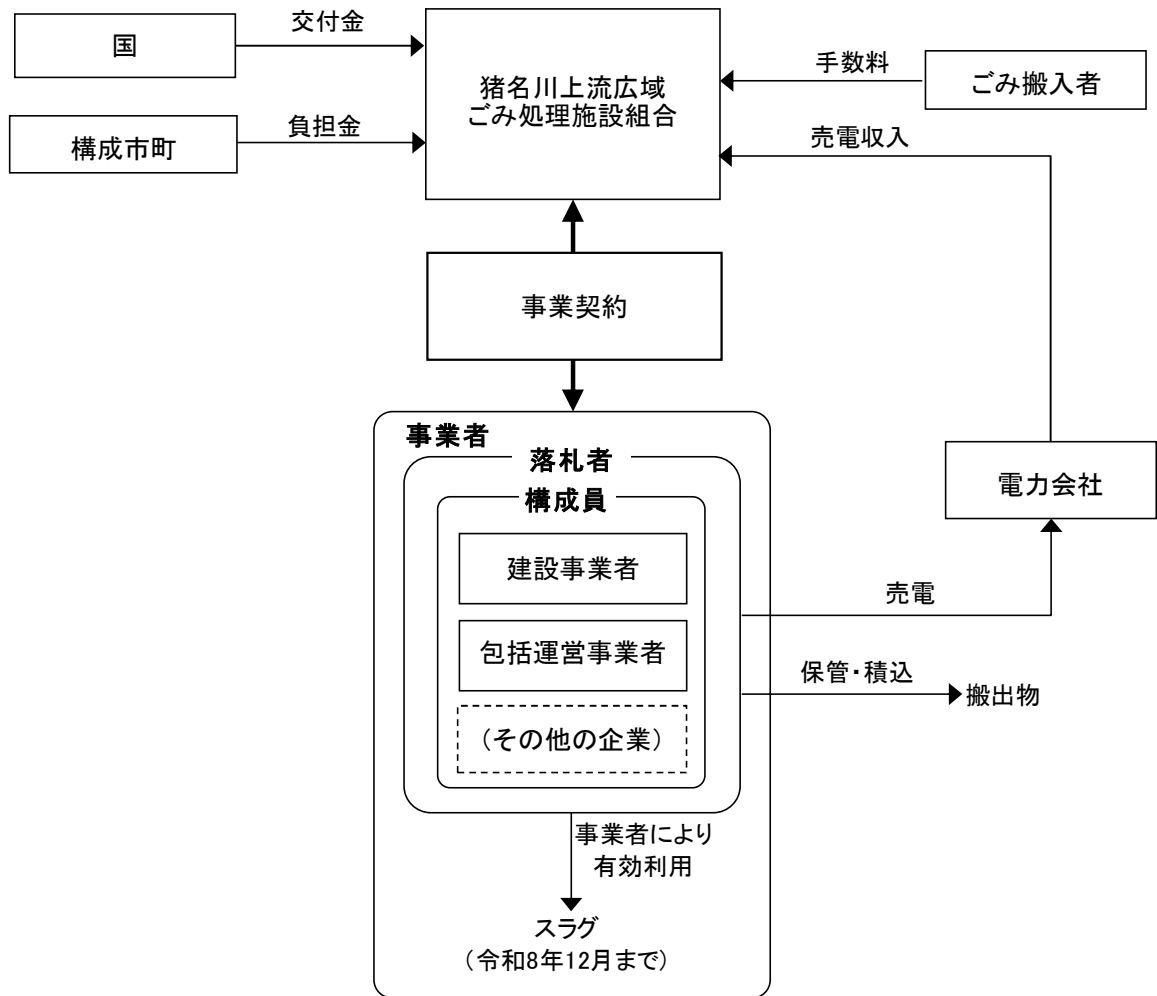 国
交付金
構成市町
負担金
猪名川上流広域
ごみ処理施設組合
手数料
ごみ搬入者
売電収入
事業契約
事業者
落札者
構成員
建設事業者
包括運営事業者
(その他の企業)
電力会社
売電
保管・積込
搬出物
事業者により
有効利用
スラグ
(令和8年12月まで)